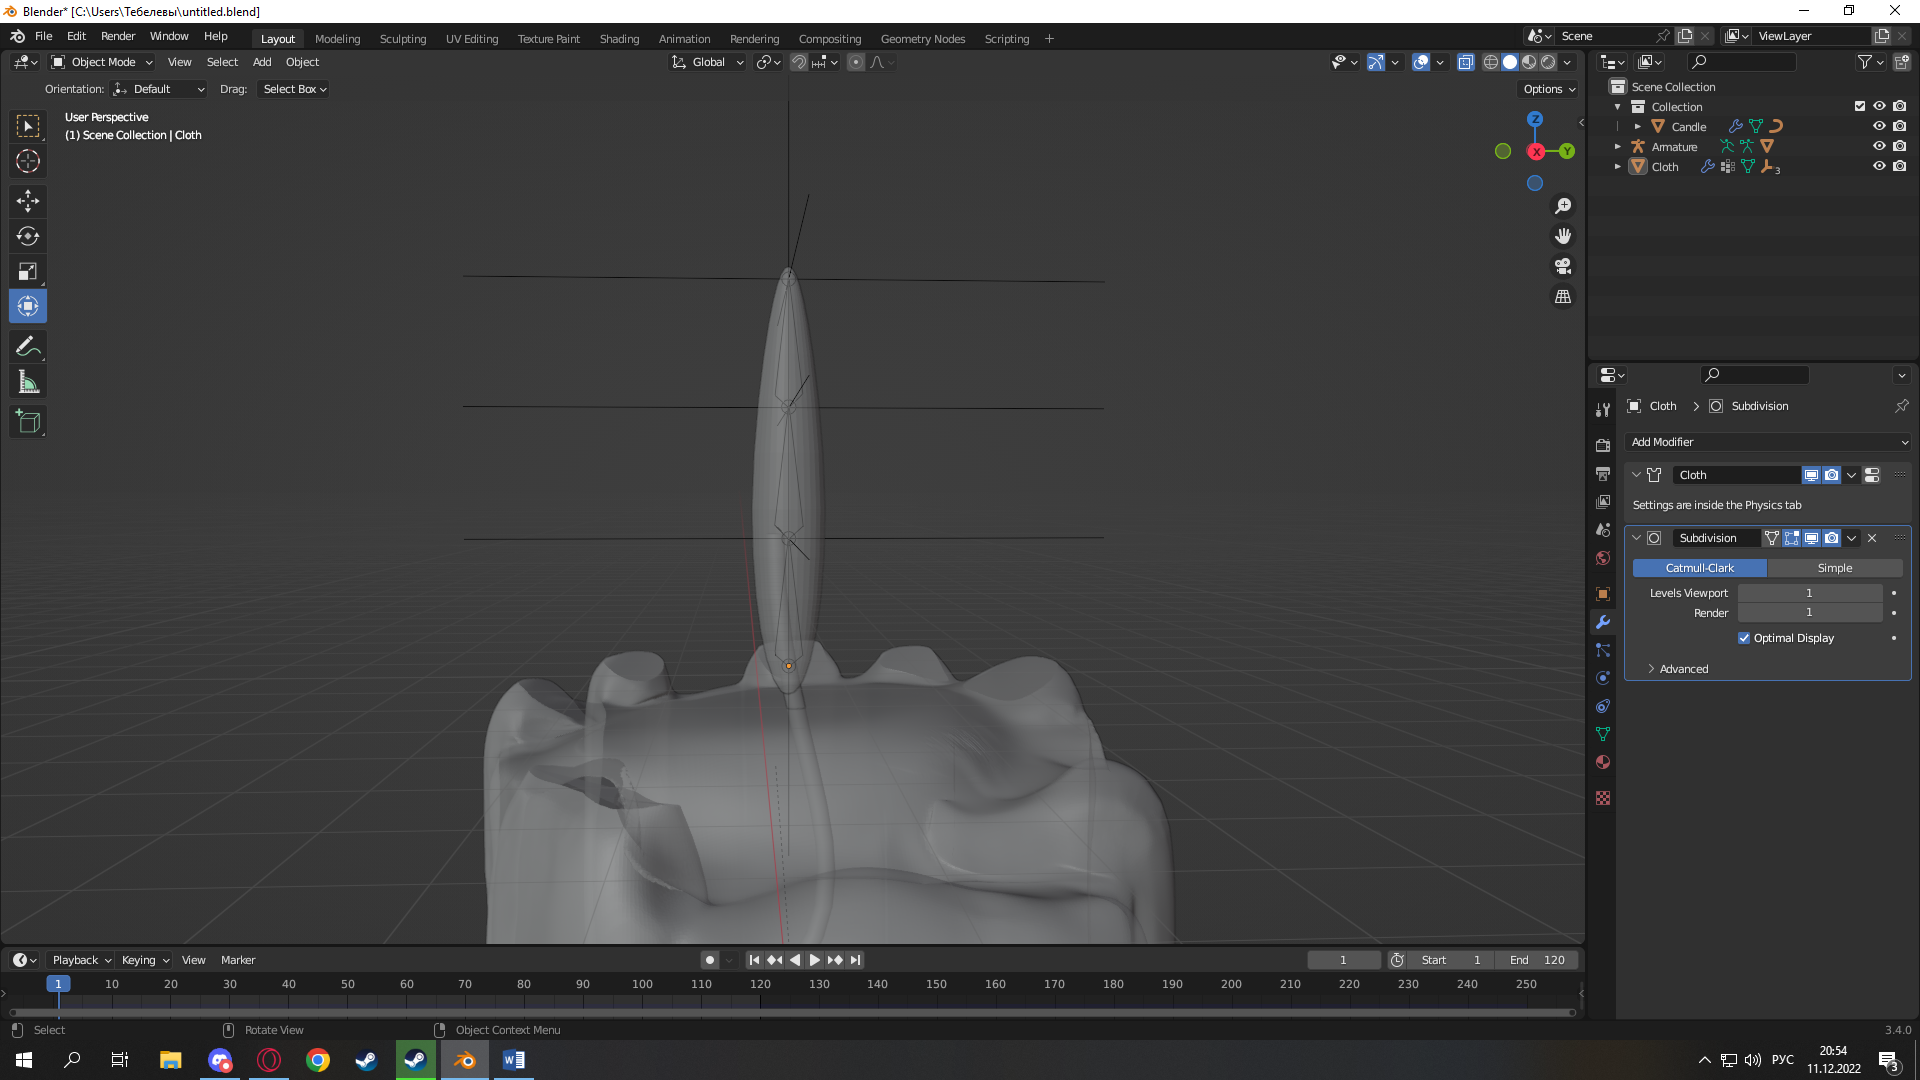 Blender* [C:\Users\Тебелевы\untitled.blend]
File Edit Render Window Help Layout Modeling Sculpting UV Editing Texture Paint Shading Animation Rendering Compositing Geometry Nodes Scripting + Scene ViewLayer
Object Mode View Select Add Object Global
Orientation: Default Drag: Select Box Options
User Perspective
(1) Scene Collection | Cloth
Z
X
Y
Scene Collection
Collection
Candle
Armature
Cloth 3
Cloth > Subdivision
Add Modifier
Cloth
Settings are inside the Physics tab
Subdivision
Catmull-Clark Simple
Levels Viewport 1
Render 1
Optimal Display
> Advanced
Playback Keying View Marker 1 Start 1 End 120
1 10 20 30 40 50 60 70 80 90 100 110 120 130 140 150 160 170 180 190 200 210 220 230 240 250
Select Rotate View Object Context Menu 3.4.0
РУС 20:54
11.12.2022 3